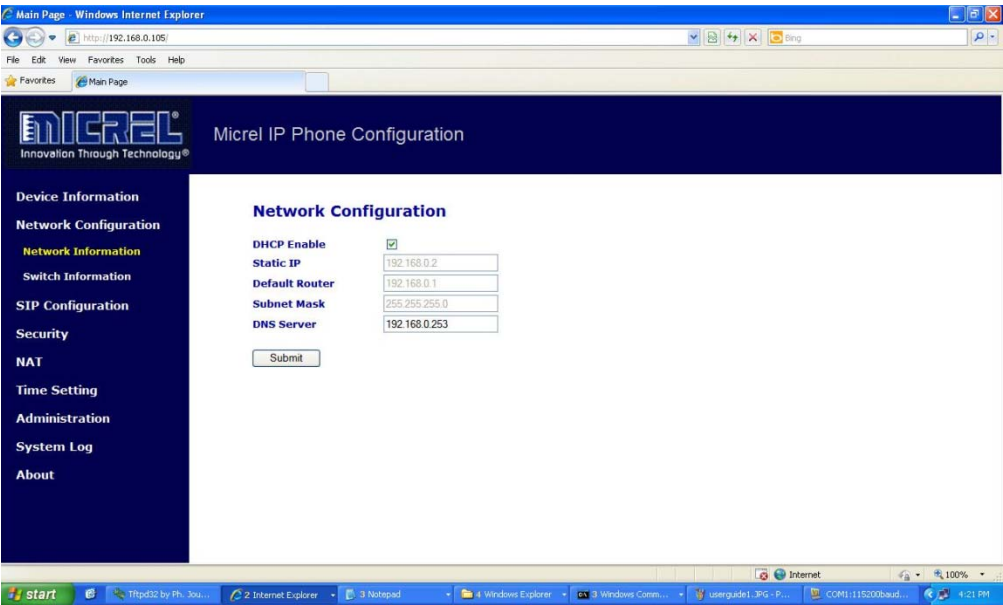 Main Page - Windows Internet Explorer
http://192.168.0.105/
Bing
File Edit View Favorites Tools Help
Favorites Main Page
MICREL®
Innovation Through Technology®
Micrel IP Phone Configuration
Device Information
Network Configuration
Network Information
Switch Information
SIP Configuration
Security
NAT
Time Setting
Administration
System Log
About
Network Configuration
DHCP Enable
Static IP 192.168.0.2
Default Router 192.168.0.1
Subnet Mask 255.255.255.0
DNS Server 192.168.0.253
Submit
Internet 100%
start Tftpd32 by Ph. Jou... 2 Internet Explorer 3 Notepad 4 Windows Explorer 3 Windows Comm... userguide1.JPG - P... COM1:115200baud... 4:21 PM